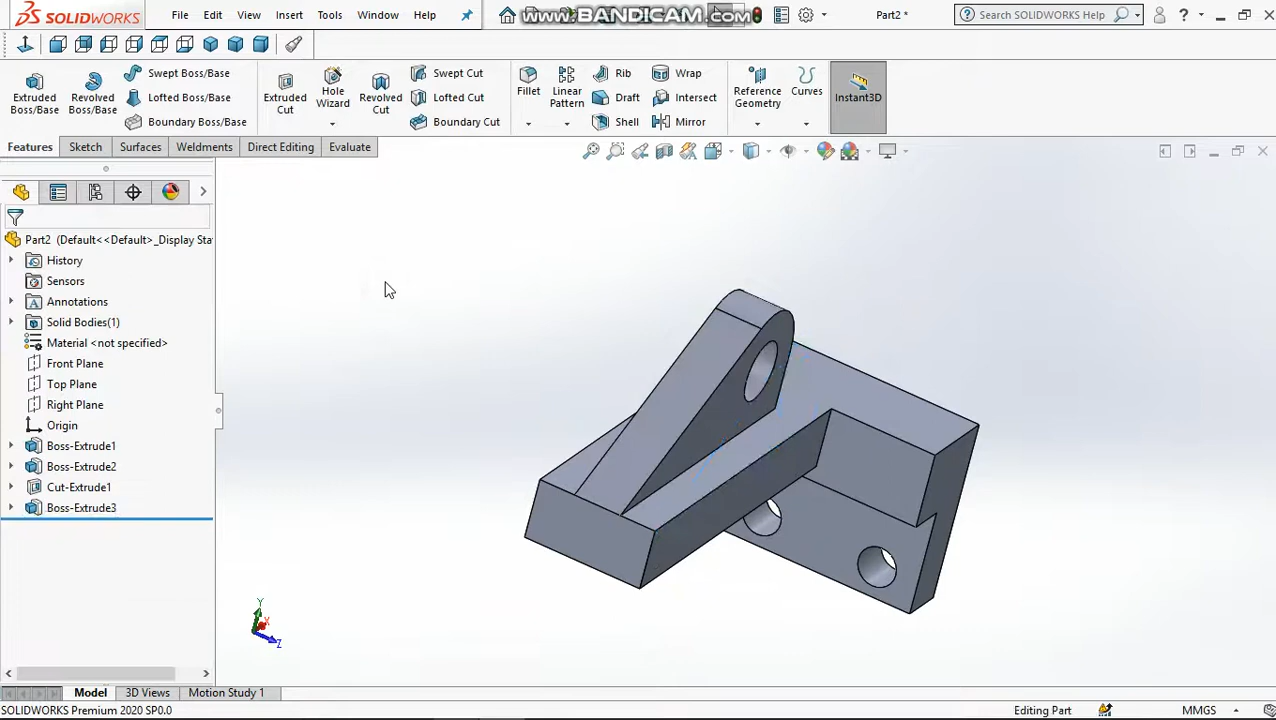 SOLIDWORKS File Edit View Insert Tools Window Help www.BANDICAM.com Part2 * Search SOLIDWORKS Help ?
Extruded Boss/Base
Revolved Boss/Base
Swept Boss/Base
Lofted Boss/Base
Boundary Boss/Base
Extruded Cut
Hole Wizard
Revolved Cut
Swept Cut
Lofted Cut
Boundary Cut
Fillet
Linear Pattern
Rib
Draft
Shell
Wrap
Intersect
Mirror
Reference Geometry
Curves
Instant3D
Features Sketch Surfaces Weldments Direct Editing Evaluate
Part2 (Default<<Default>_Display Sta
History
Sensors
Annotations
Solid Bodies(1)
Material <not specified>
Front Plane
Top Plane
Right Plane
Origin
Boss-Extrude1
Boss-Extrude2
Cut-Extrude1
Boss-Extrude3
Y
X
Z
Model 3D Views Motion Study 1
SOLIDWORKS Premium 2020 SP0.0 Editing Part MMGS